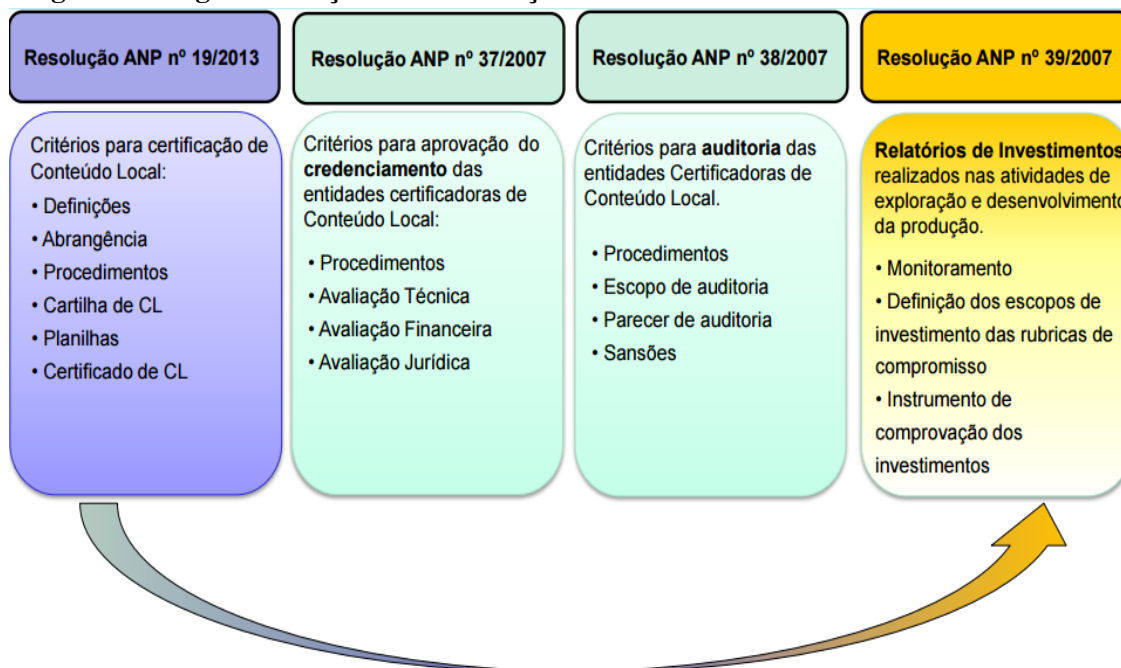 Resolução ANP nº 19/2013
Critérios para certificação de
Conteúdo Local:
• Definições
• Abrangência
• Procedimentos
• Cartilha de CL
• Planilhas
• Certificado de CL
Resolução ANP nº 37/2007
Critérios para aprovação do
credenciamento das
entidades certificadoras de
Conteúdo Local:
• Procedimentos
• Avaliação Técnica
• Avaliação Financeira
• Avaliação Jurídica
Resolução ANP nº 38/2007
Critérios para auditoria das
entidades Certificadoras de
Conteúdo Local.
• Procedimentos
• Escopo de auditoria
• Parecer de auditoria
• Sansões
Resolução ANP nº 39/2007
Relatórios de Investimentos
realizados nas atividades de
exploração e desenvolvimento
da produção.
• Monitoramento
• Definição dos escopos de
investimento das rubricas de
compromisso
• Instrumento de
comprovação dos
investimentos